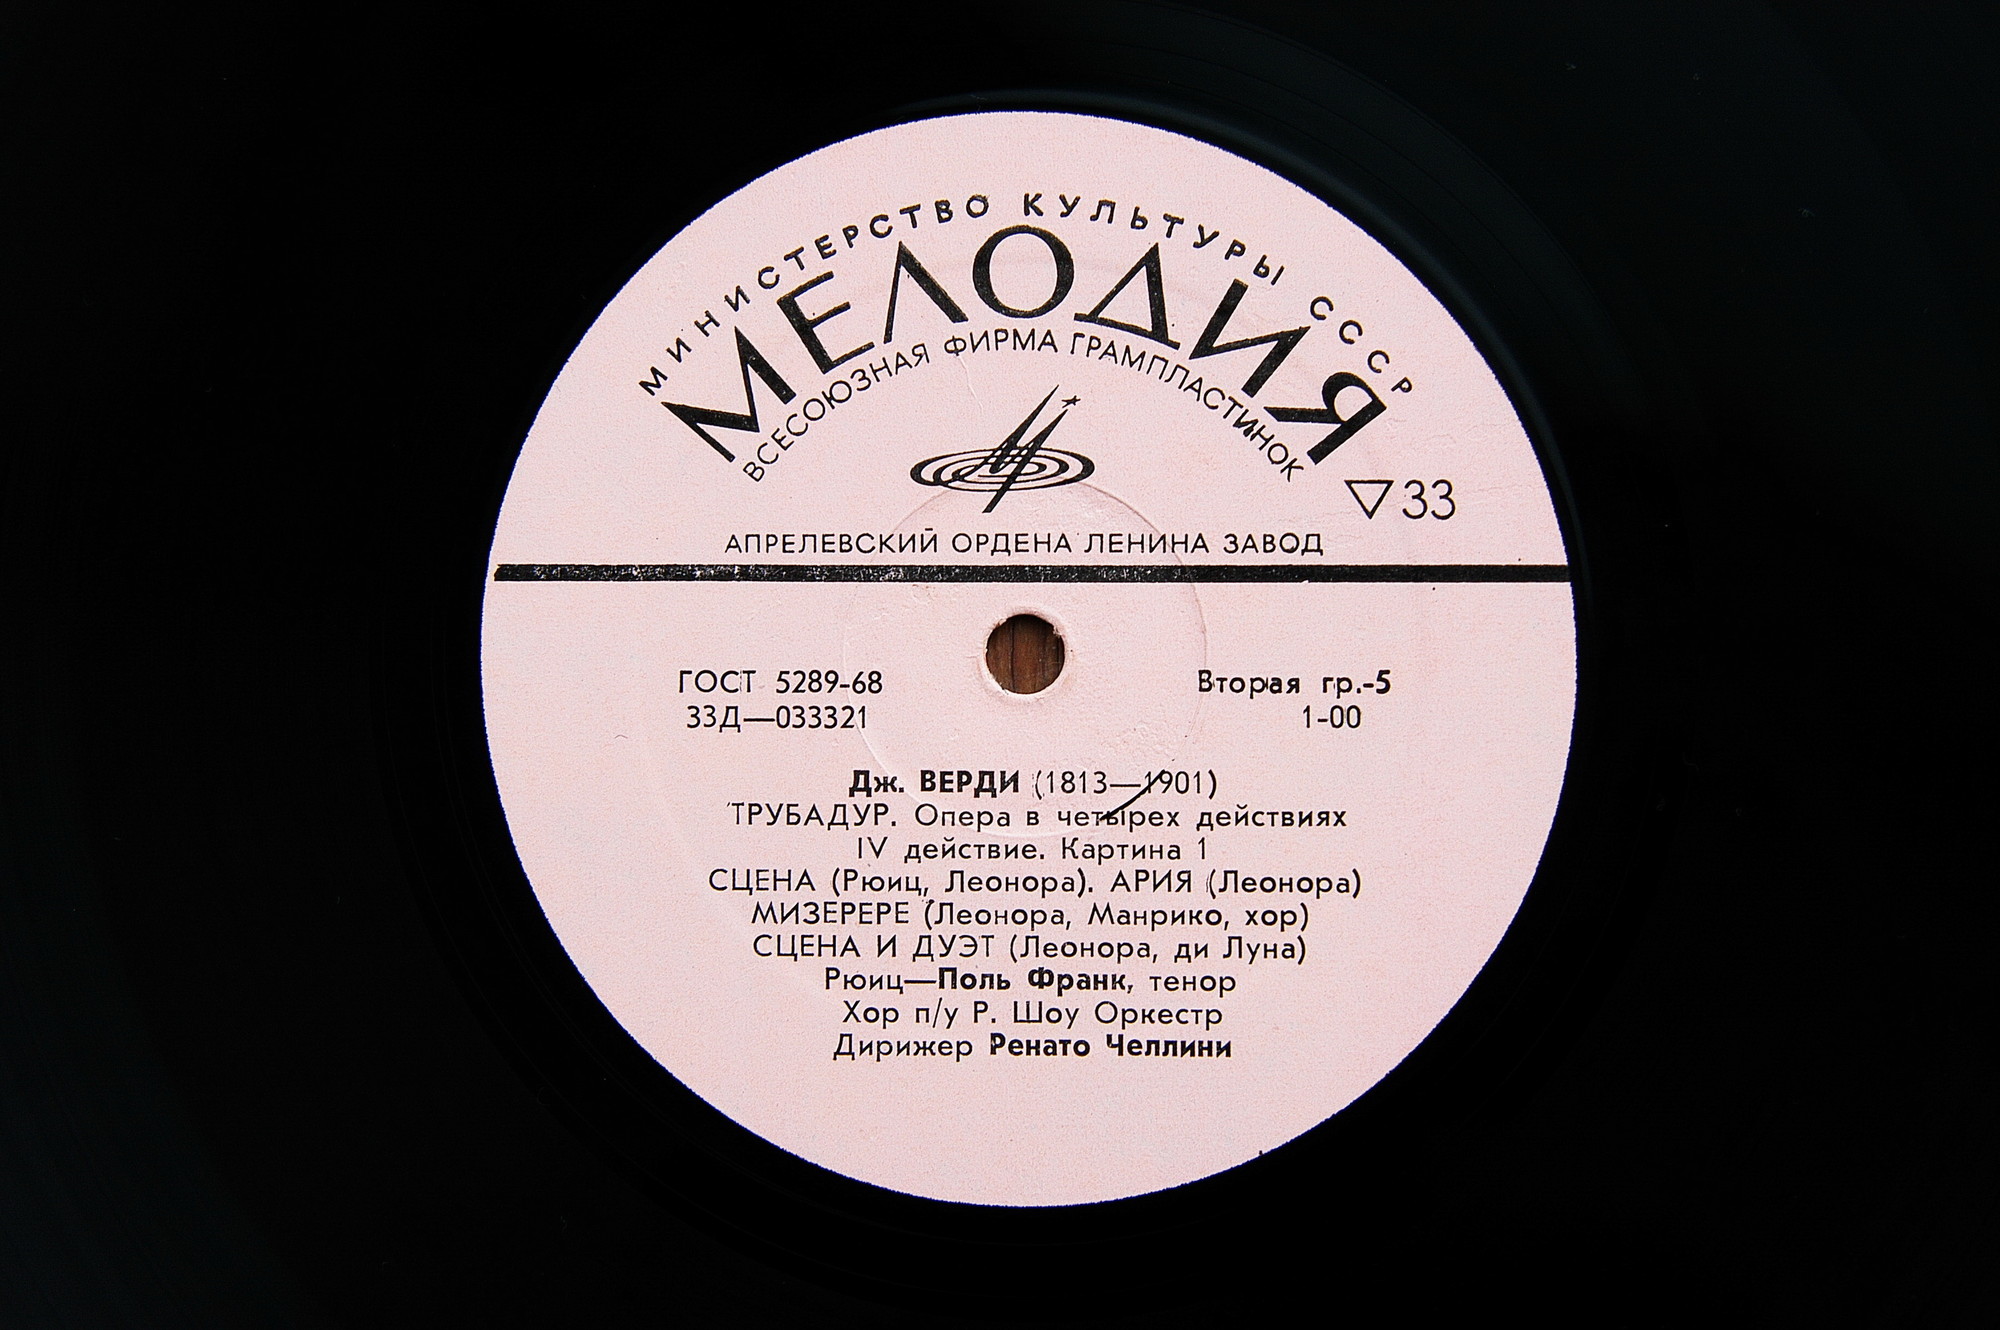 МИНИСТЕРСТВО КУЛЬТУРЫ СССР
МЕЛОДИЯ
ВСЕСОЮЗНАЯ ФИРМА ГРАМПЛАСТИНОК
▽33
АПРЕЛЕВСКИЙ ОРДЕНА ЛЕНИНА ЗАВОД
ГОСТ 5289-68
Вторая гр.-5
33Д—033321
1-00
Дж. ВЕРДИ (1813—1901)
ТРУБАДУР. Опера в четырех действиях
IV действие. Картина 1
СЦЕНА (Рюиц, Леонора). АРИЯ (Леонора)
МИЗЕРЕРЕ (Леонора, Манрико, хор)
СЦЕНА И ДУЭТ (Леонора, ди Луна)
Рюиц—Поль Франк, тенор
Хор п/у Р. Шоу Оркестр
Дирижер Ренато Челлини